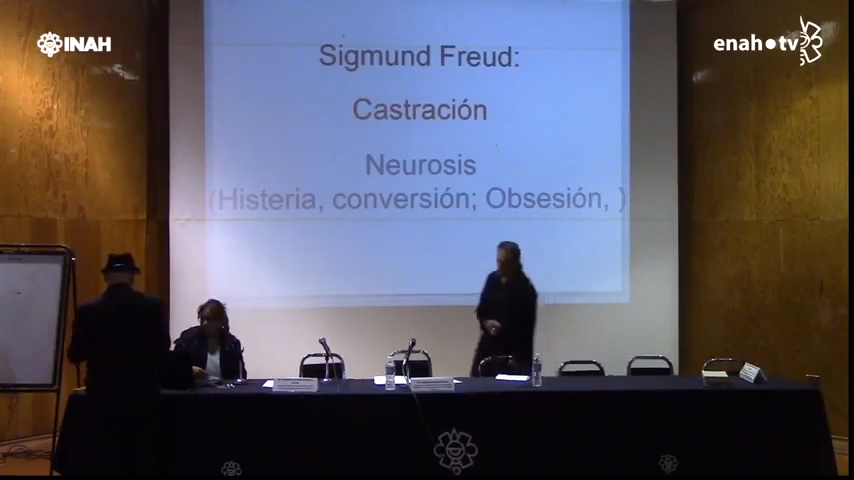 INAH
enah•tv
Sigmund Freud:
Castración
Neurosis
(Histeria, conversión; Obsesión, )